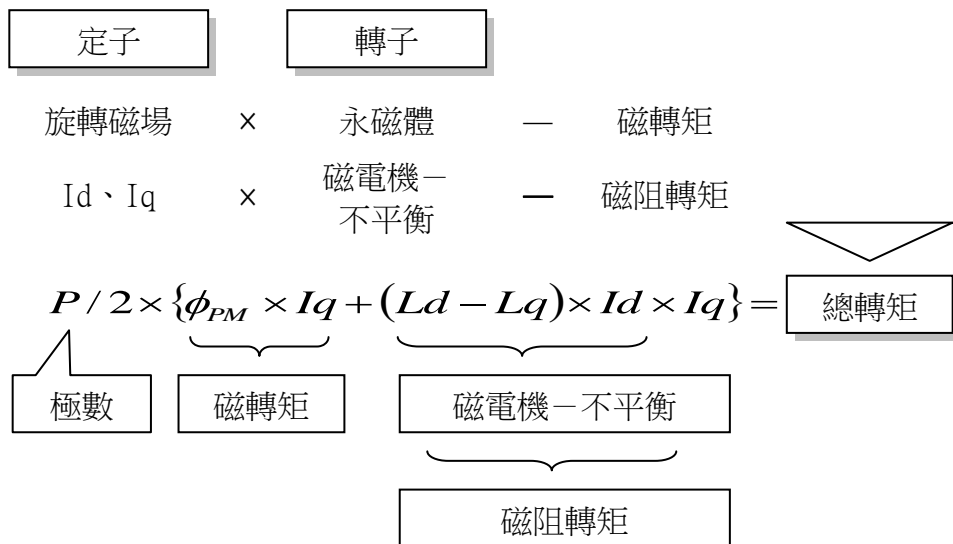 定子 轉子
旋轉磁場 × 永磁體 — 磁轉矩
Id、Iq × 磁電機－ — 磁阻轉矩
不平衡
P / 2 × {ϕPM × Iq + (Ld − Lq) × Id × Iq} = 總轉矩
極數 磁轉矩 磁電機－不平衡
磁阻轉矩